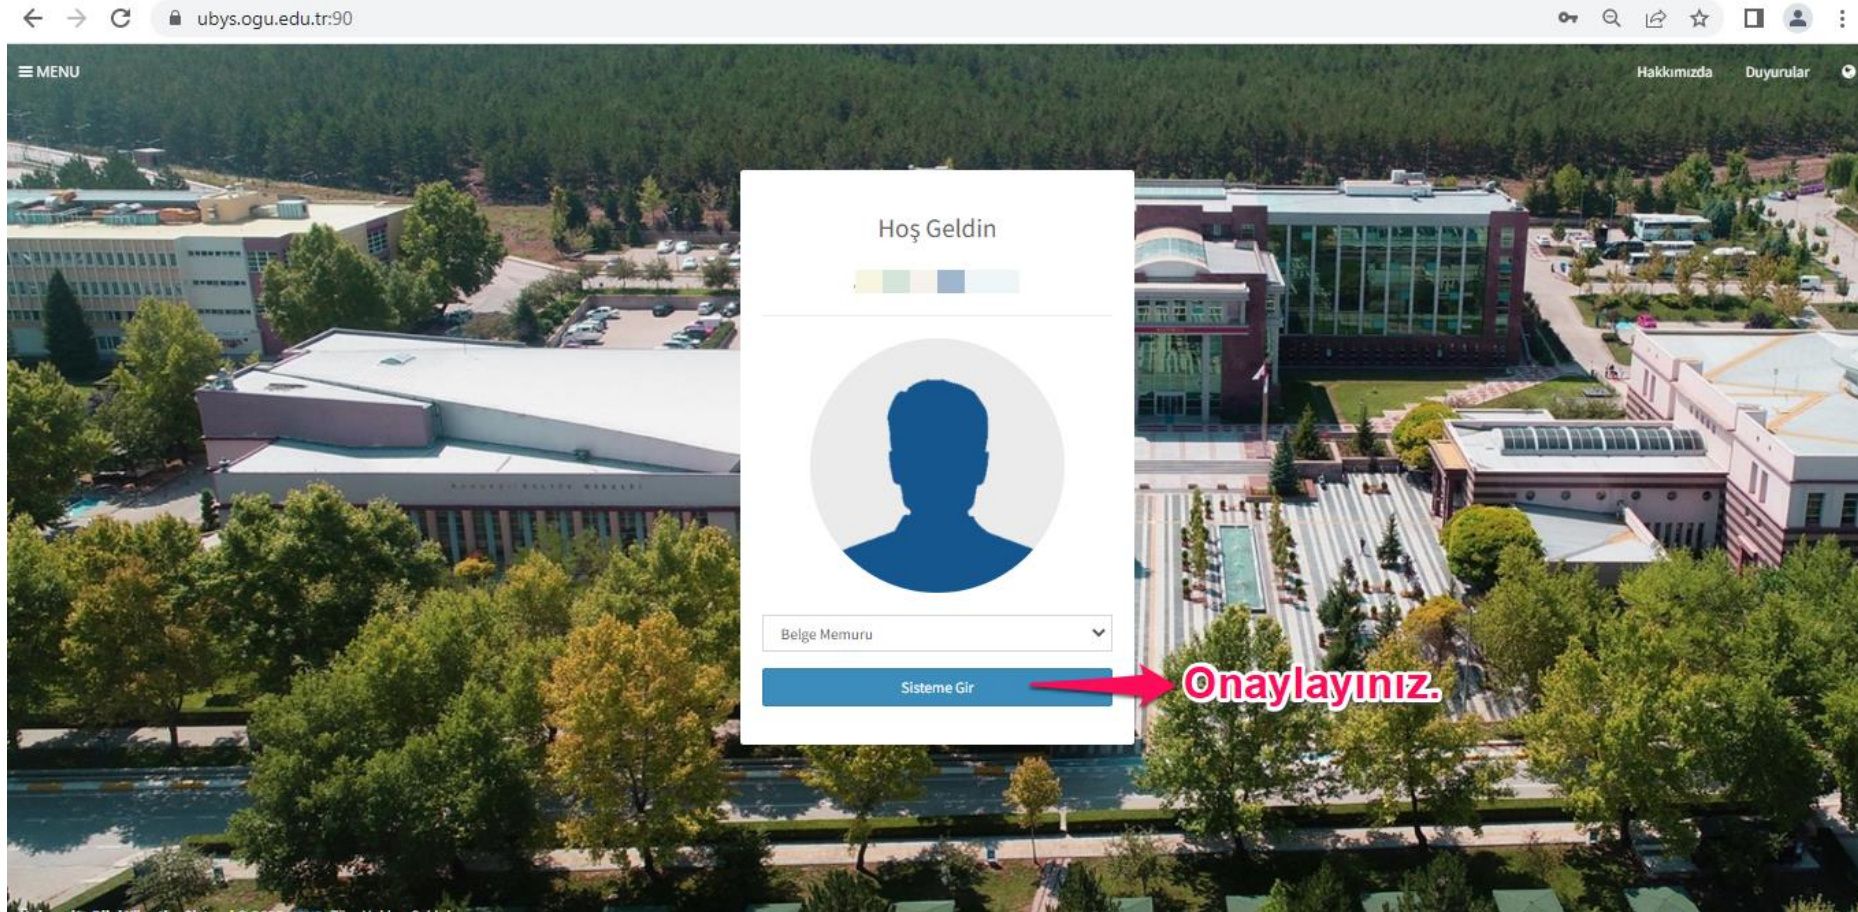 ubys.ogu.edu.tr:90
MENU
Hakkımızda Duyurular
Hoş Geldin
Belge Memuru
Sisteme Gir
Onaylayınız.